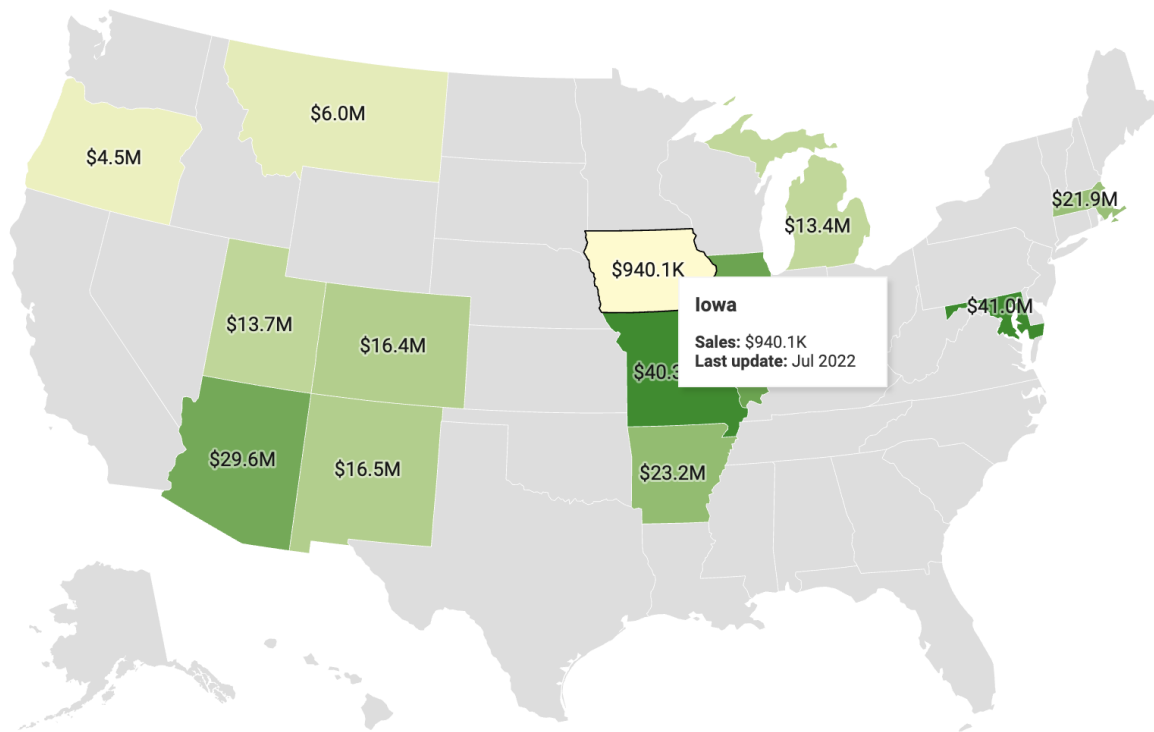 $6.0M
$4.5M
$21.9M
$13.4M
$940.1K
Iowa
$41.0M
$13.7M
Sales: $940.1K
$16.4M
Last update: Jul 2022
$29.6M
$16.5M
$23.2M